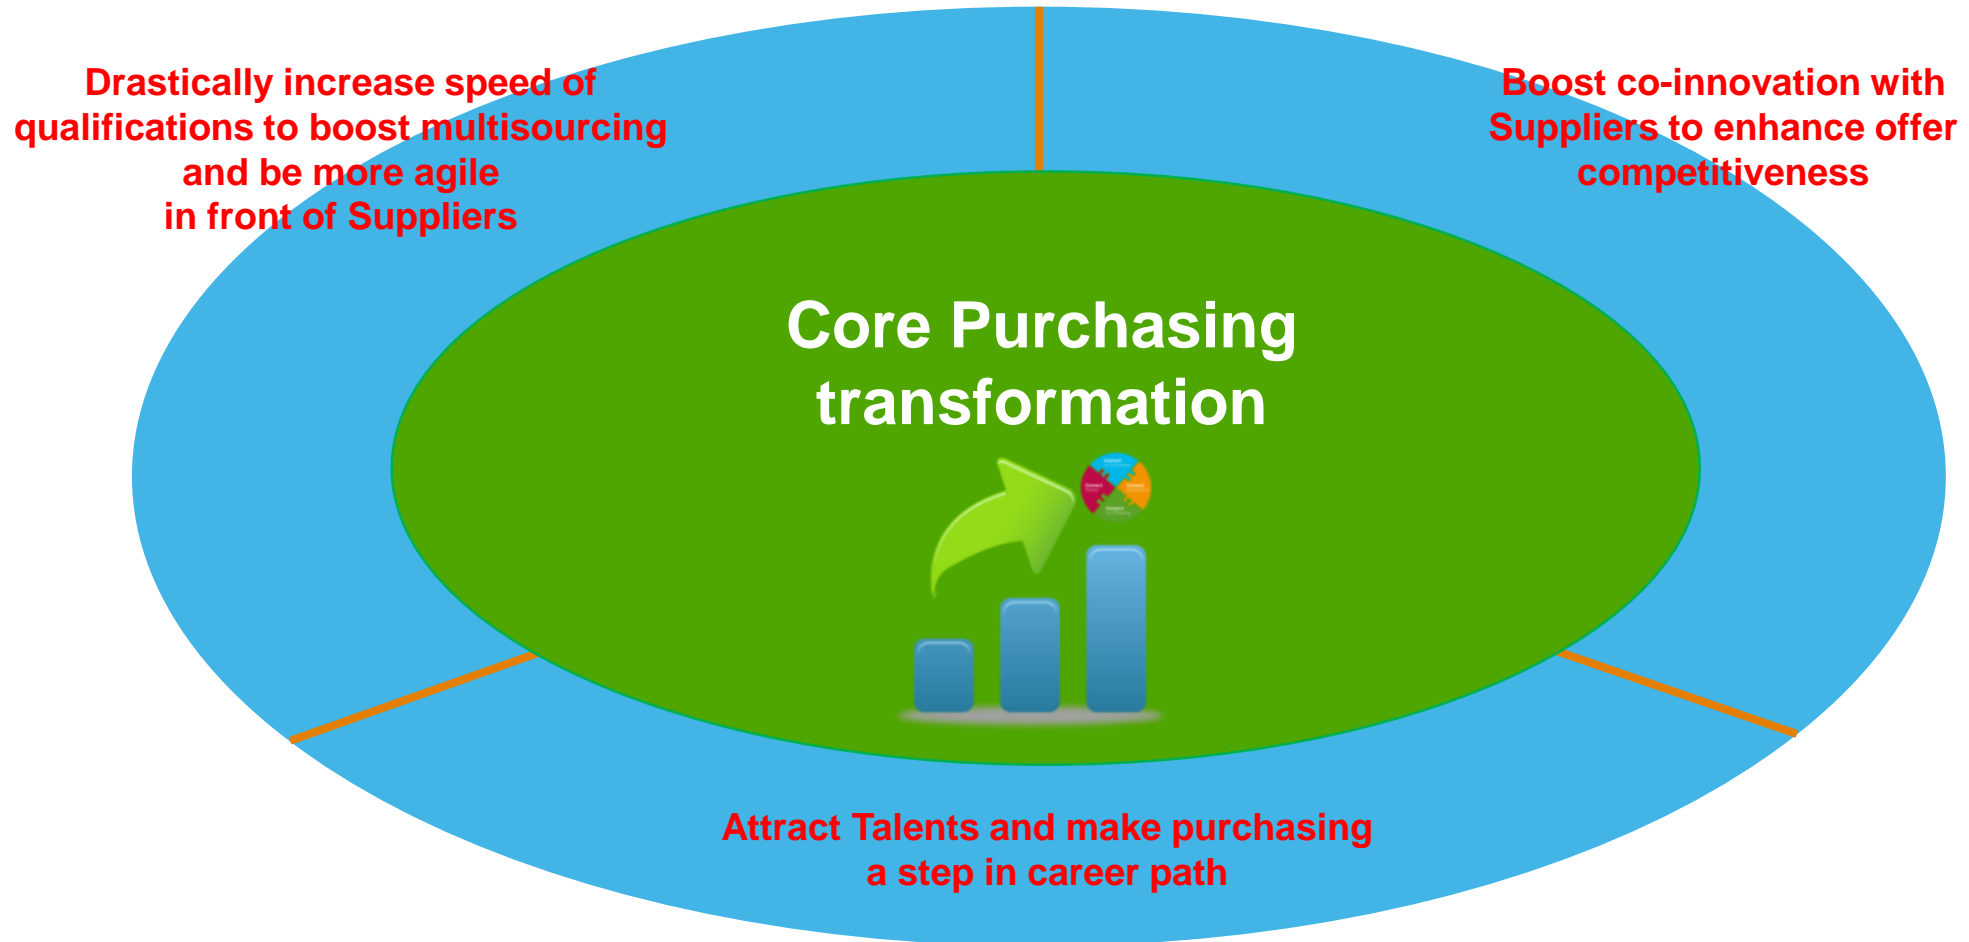 Drastically increase speed of
qualifications to boost multisourcing
and be more agile
in front of Suppliers
Boost co-innovation with
Suppliers to enhance offer
competitiveness
Core Purchasing
transformation
Attract Talents and make purchasing
a step in career path